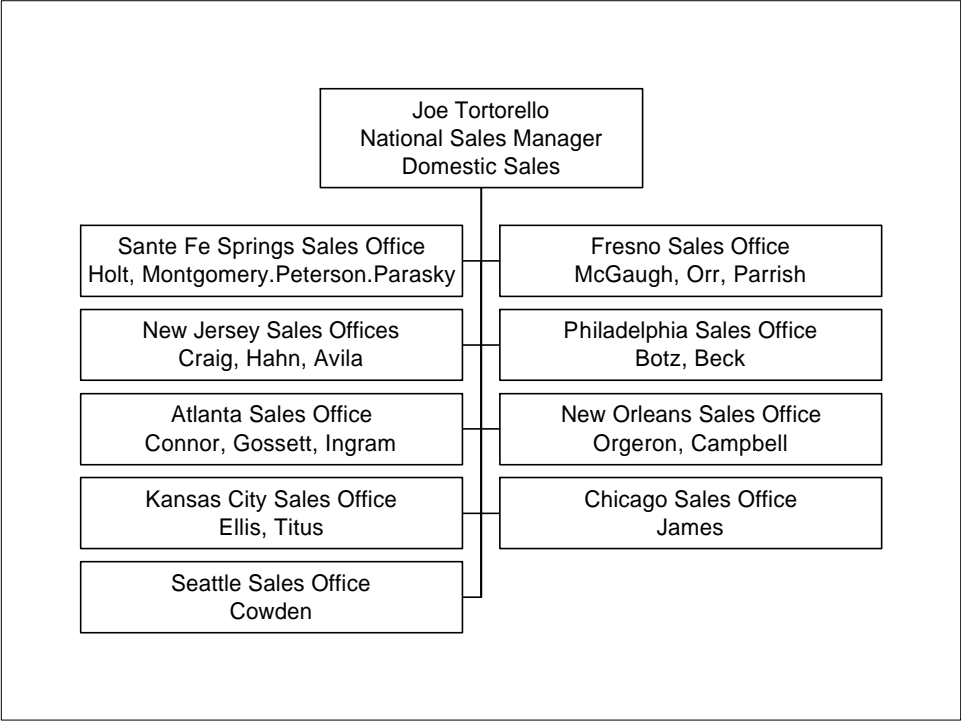 Joe Tortorello
National Sales Manager
Domestic Sales
Sante Fe Springs Sales Office
Holt, Montgomery.Peterson.Parasky
Fresno Sales Office
McGaugh, Orr, Parrish
New Jersey Sales Offices
Craig, Hahn, Avila
Philadelphia Sales Office
Botz, Beck
Atlanta Sales Office
Connor, Gossett, Ingram
New Orleans Sales Office
Orgeron, Campbell
Kansas City Sales Office
Ellis, Titus
Chicago Sales Office
James
Seattle Sales Office
Cowden